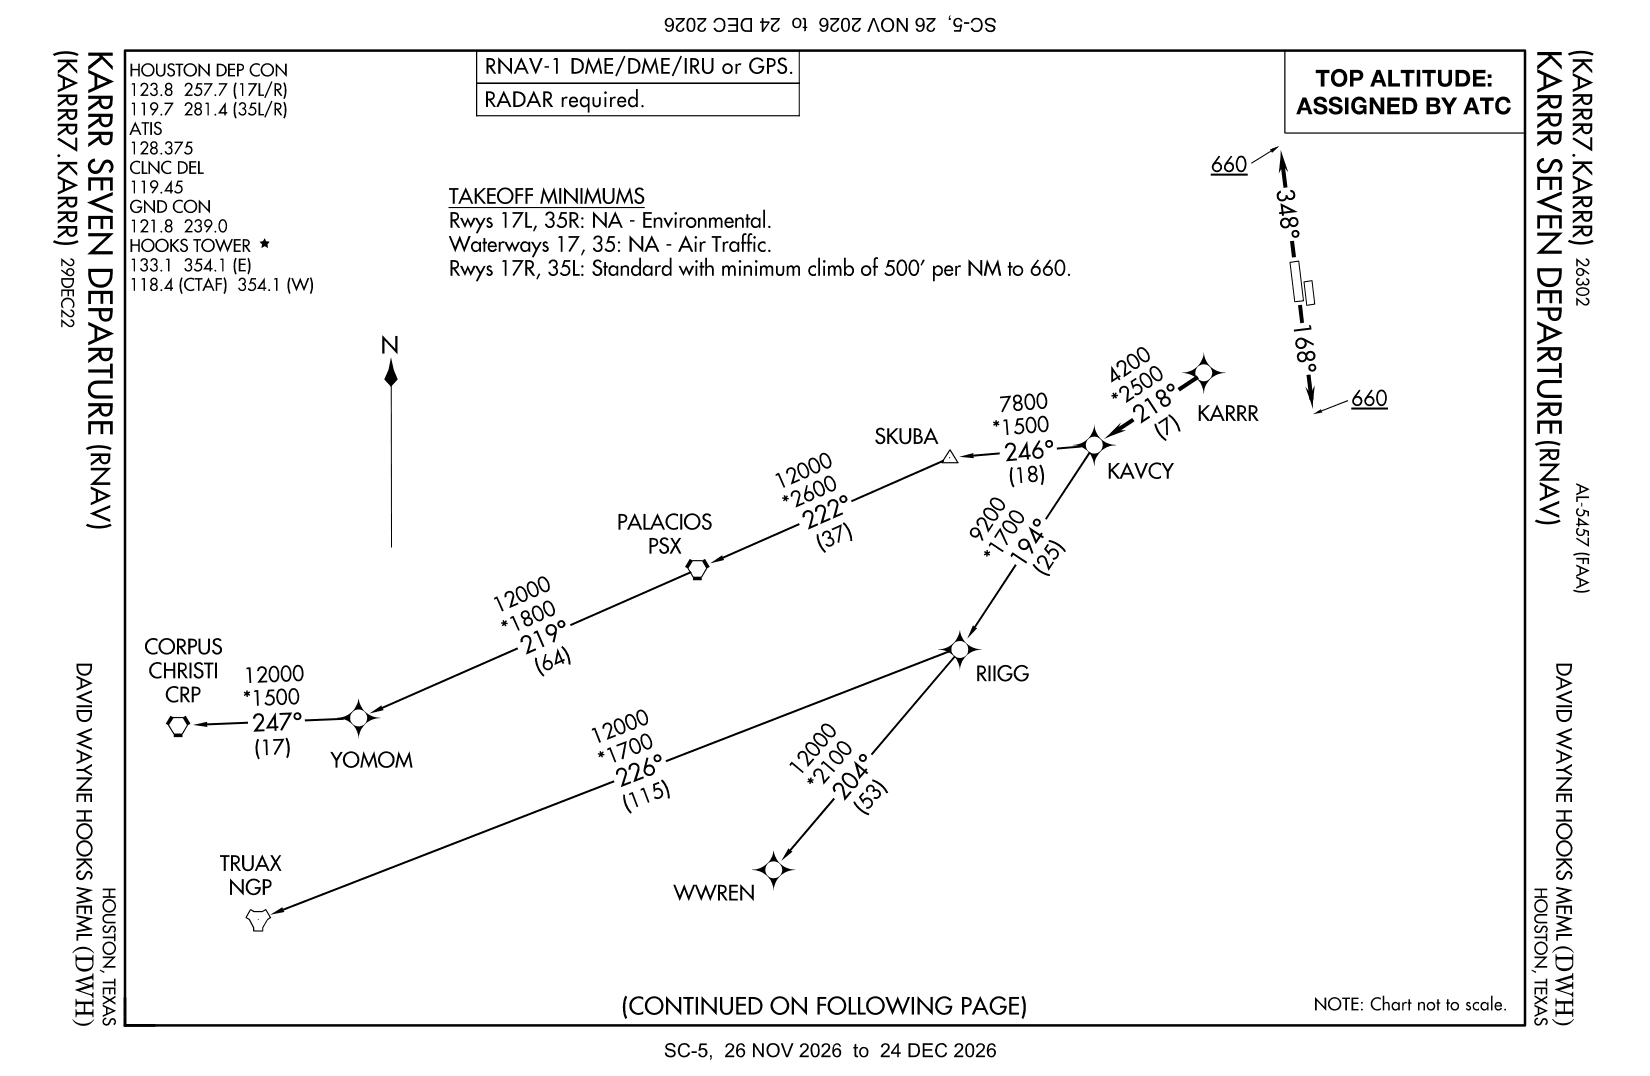 SC-5, 26 NOV 2026 to 24 DEC 2026
(KARRR7.KARRR) 29DEC22
KARRR SEVEN DEPARTURE (RNAV)
DAVID WAYNE HOOKS MEML (DWH)
HOUSTON, TEXAS
HOUSTON DEP CON
123.8 257.7 (17L/R)
119.7 281.4 (35L/R)
ATIS
128.375
CLNC DEL
119.45
GND CON
121.8 239.0
HOOKS TOWER ★
133.1 354.1 (E)
118.4 (CTAF) 354.1 (W)
RNAV-1 DME/DME/IRU or GPS.
RADAR required.
TOP ALTITUDE:
ASSIGNED BY ATC
TAKEOFF MINIMUMS
Rwys 17L, 35R: NA - Environmental.
Waterways 17, 35: NA - Air Traffic.
Rwys 17R, 35L: Standard with minimum climb of 500′ per NM to 660.
660
348°
168°
660
N
KARRR
4200
*2500
218°
(7)
KAVCY
7800
*1500
246°
(18)
SKUBA
12000
*2600
222°
(37)
PALACIOS
PSX
12000
*1800
219°
(64)
YOMOM
12000
*1500
247°
(17)
CORPUS
CHRISTI
CRP
9200
*1700
194°
(25)
RIIGG
12000
*1700
226°
(115)
TRUAX
NGP
12000
*2100
204°
(53)
WWREN
(CONTINUED ON FOLLOWING PAGE)
NOTE: Chart not to scale.
(KARRR7.KARRR) 26302
KARRR SEVEN DEPARTURE (RNAV)
AL-5457 (FAA)
DAVID WAYNE HOOKS MEML (DWH)
HOUSTON, TEXAS
SC-5, 26 NOV 2026 to 24 DEC 2026